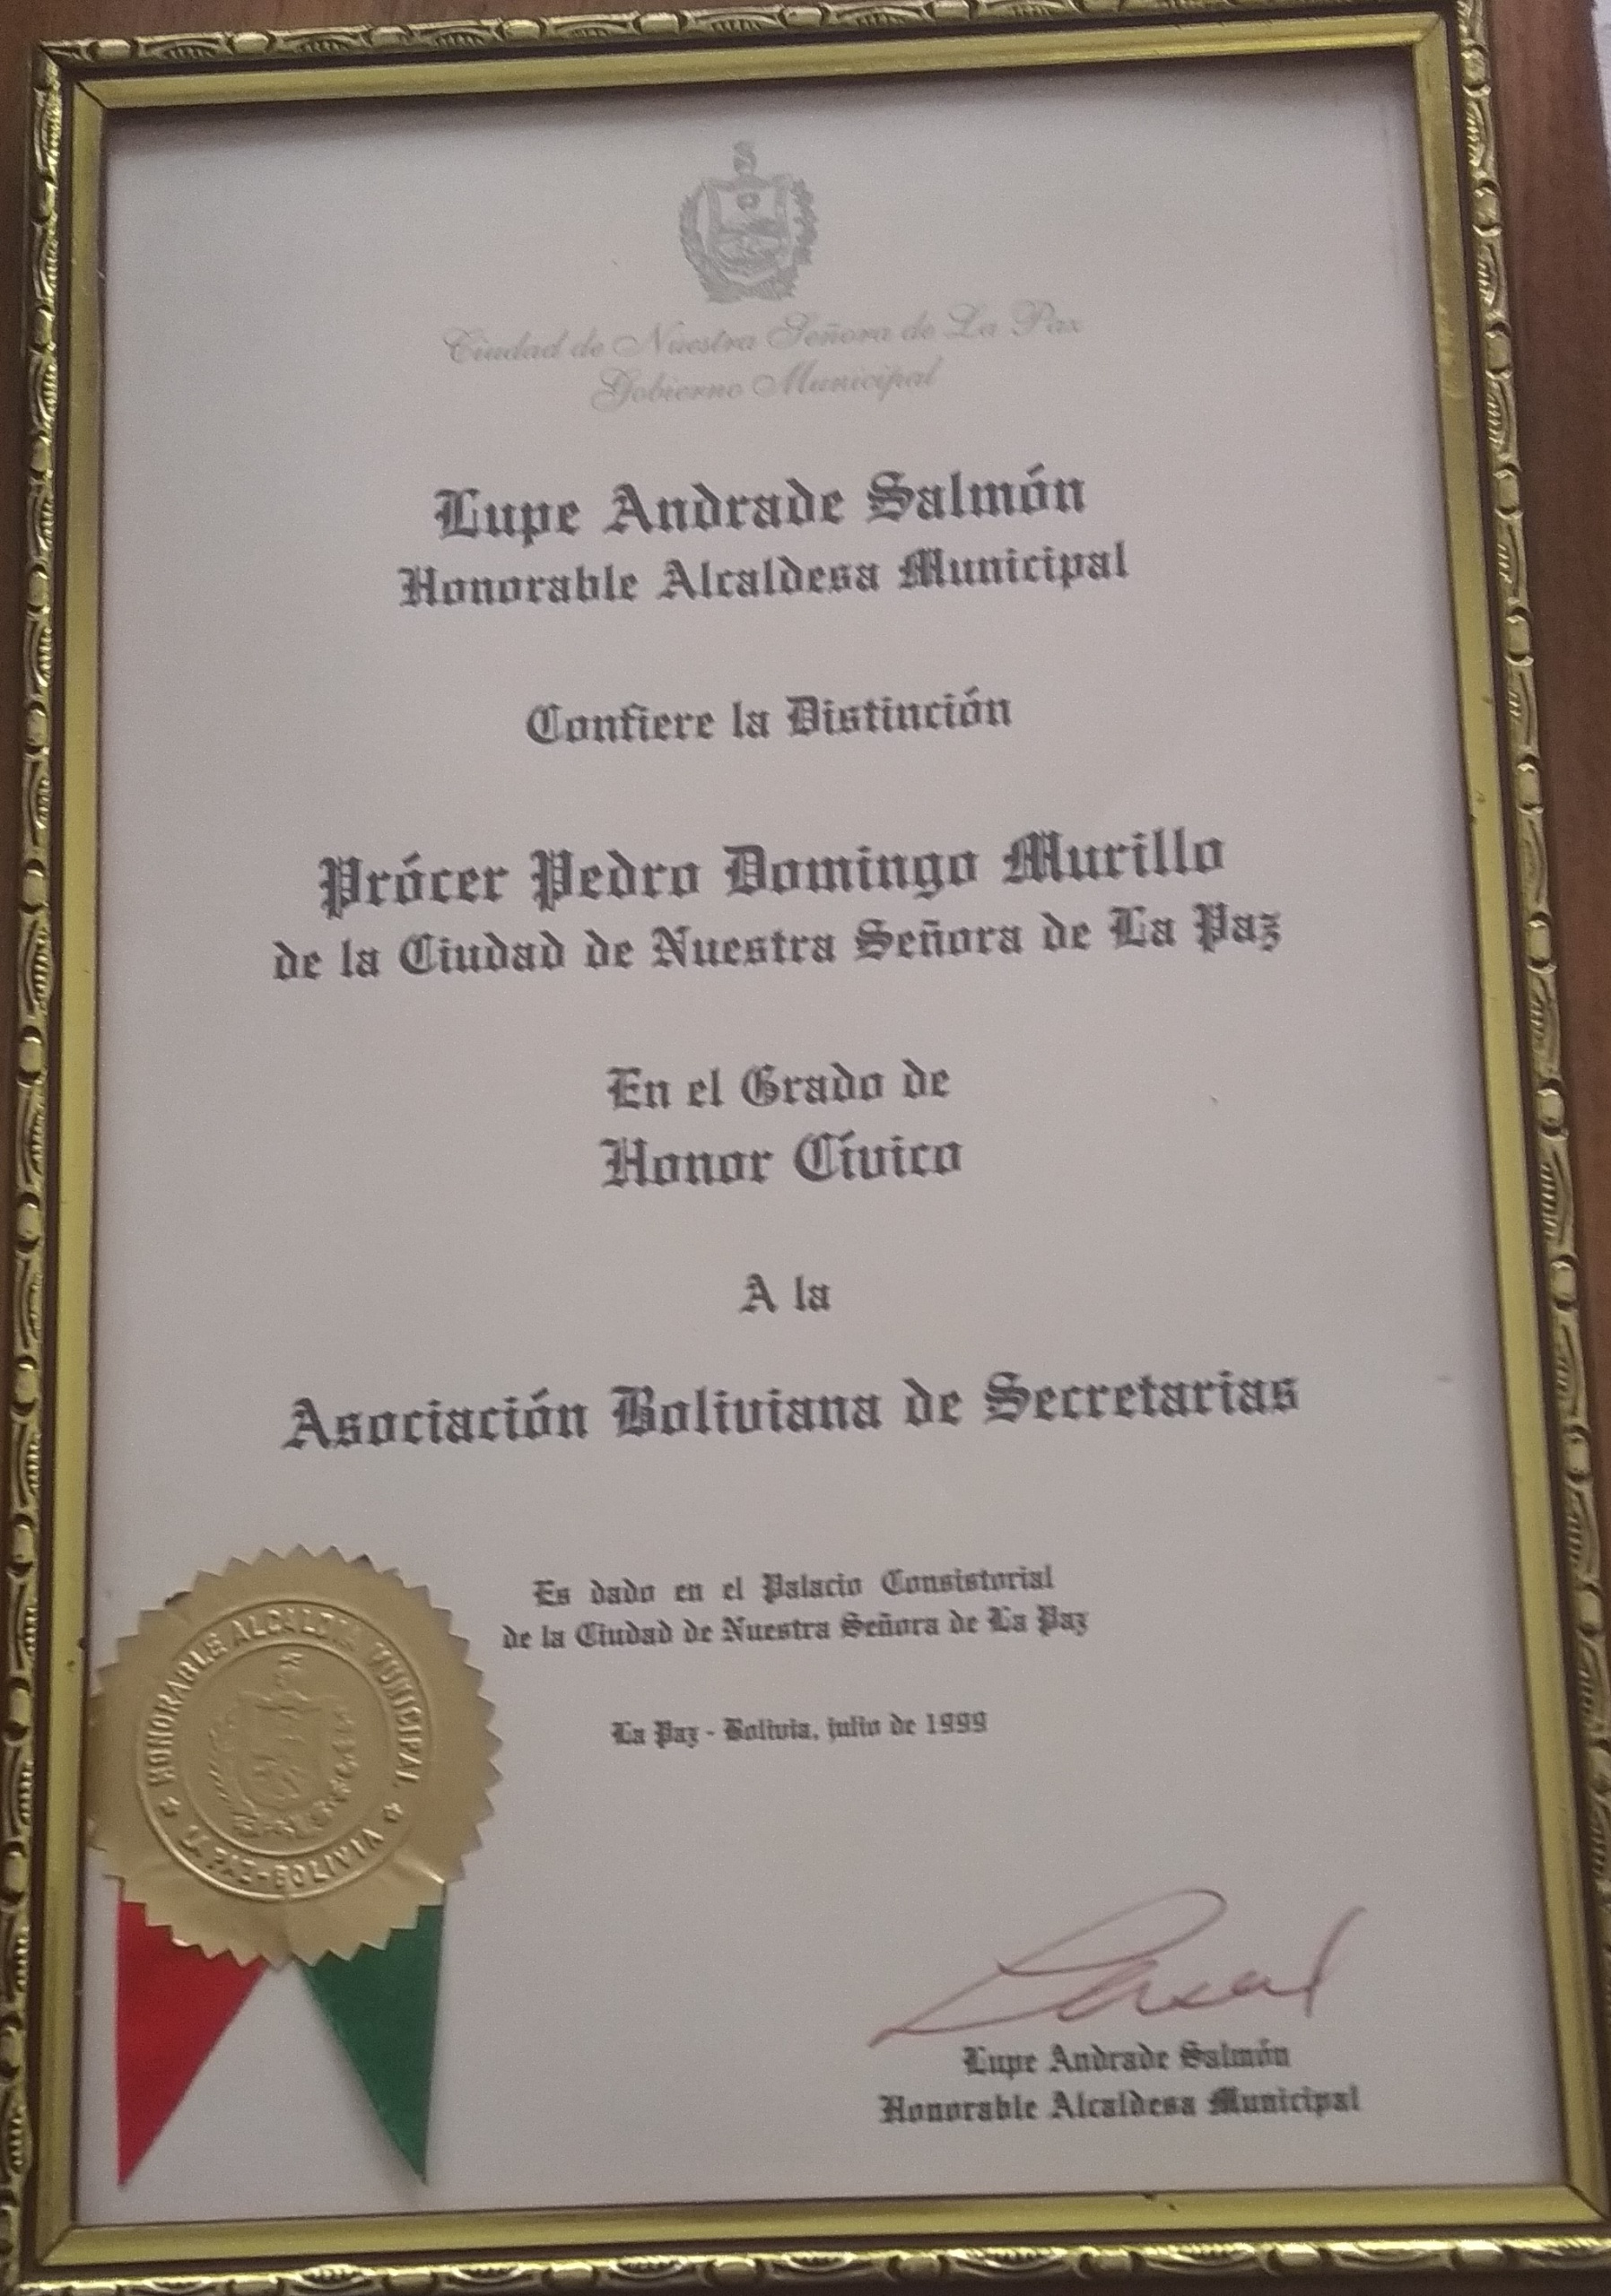 Ciudad de Nuestra Señora de La Paz
Gobierno Municipal
Lupe Andrade Salmón
Honorable Alcaldesa Municipal
Confiere la Distinción
Prócer Pedro Domingo Murillo
de la Ciudad de Nuestra Señora de La Paz
En el Grado de
Honor Cívico
A la
Asociación Boliviana de Secretarias
Es dado en el Palacio Consistorial
de la Ciudad de Nuestra Señora de La Paz
La Paz - Bolivia, julio de 1999
HONORABLE ALCALDIA MUNICIPAL
LA PAZ-BOLIVIA
Lupe Andrade Salmón
Honorable Alcaldesa Municipal